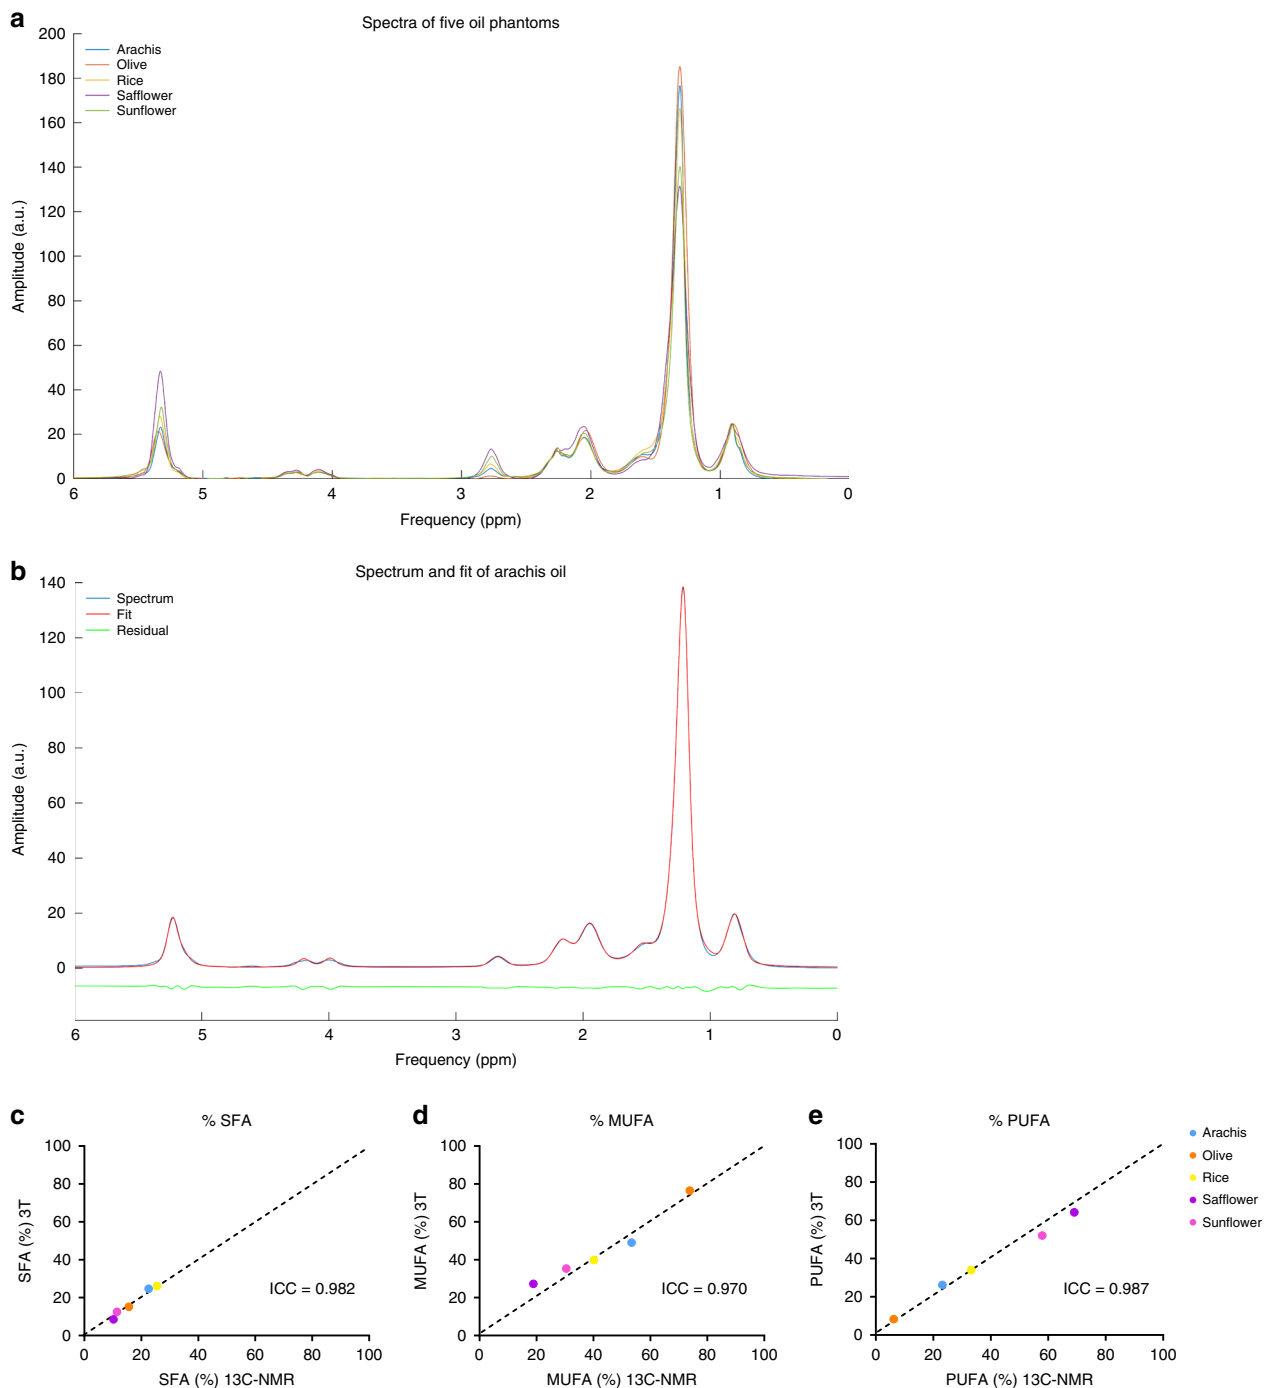 a
Spectra of five oil phantoms
200
180
160
140
120
100
80
60
40
20
0
Amplitude (a.u.)
Arachis
Olive
Rice
Safflower
Sunflower
6 5 4 3 2 1 0
Frequency (ppm)
b
Spectrum and fit of arachis oil
140
120
100
80
60
40
20
0
Amplitude (a.u.)
Spectrum
Fit
Residual
6 5 4 3 2 1 0
Frequency (ppm)
c
% SFA
100
80
60
40
20
0
SFA (%) 3T
ICC = 0.982
0 20 40 60 80 100
SFA (%) 13C-NMR
d
% MUFA
100
80
60
40
20
0
MUFA (%) 3T
ICC = 0.970
0 20 40 60 80 100
MUFA (%) 13C-NMR
e
% PUFA
100
80
60
40
20
0
PUFA (%) 3T
ICC = 0.987
0 20 40 60 80 100
PUFA (%) 13C-NMR
Arachis
Olive
Rice
Safflower
Sunflower